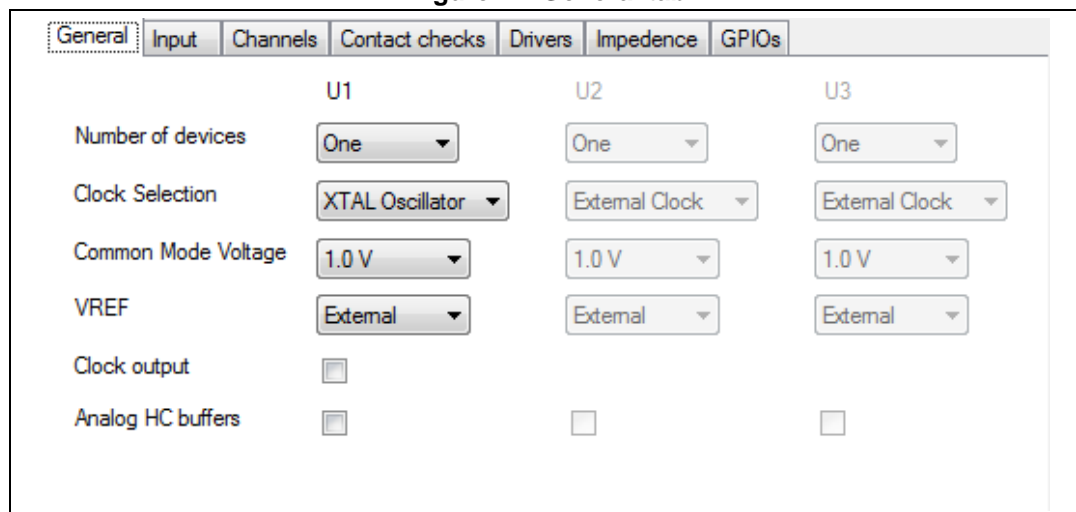 General Input Channels Contact checks Drivers Impedence GPIOs
U1 U2 U3
Number of devices One One One
Clock Selection XTAL Oscillator External Clock External Clock
Common Mode Voltage 1.0 V 1.0 V 1.0 V
VREF External External External
Clock output
Analog HC buffers